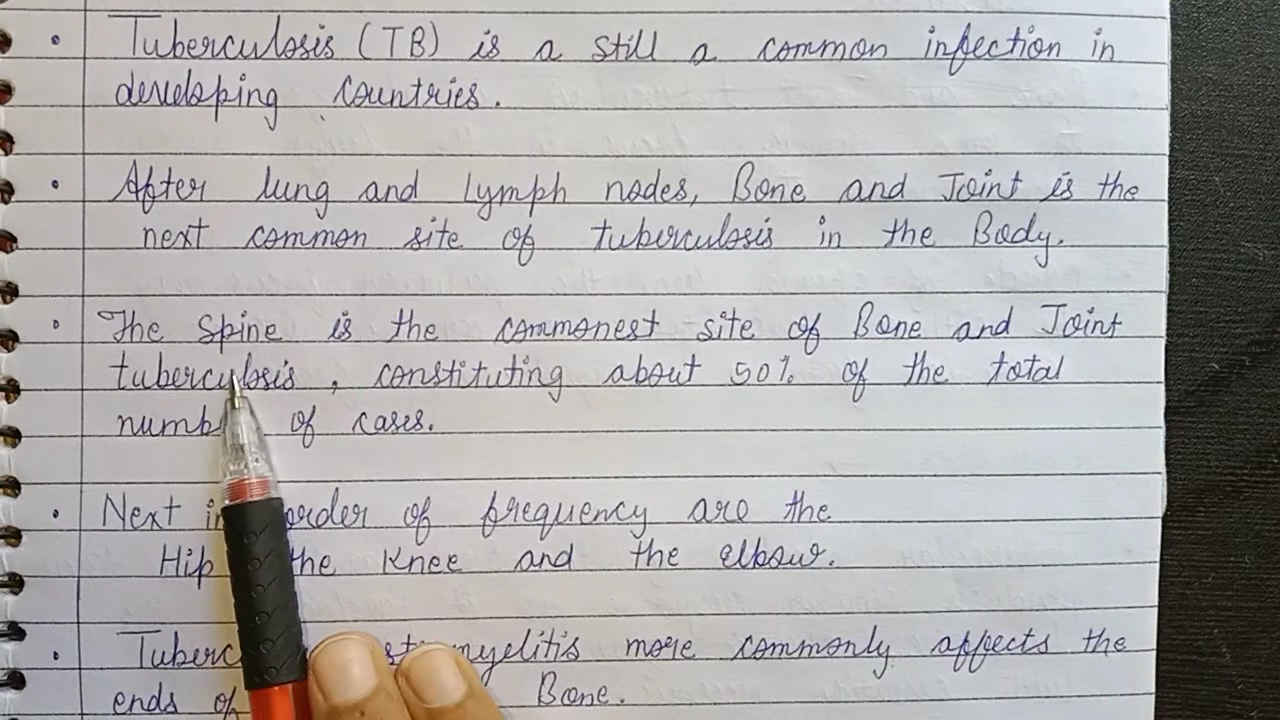 Tuberculosis (TB) is a still a common infection in
developing countries.
After lung and Lymph nodes, Bone and Joint is the
next common site of tuberculosis in the Body.
The Spine is the commonest site of Bone and Joint
tuberculosis, constituting about 50% of the total
of cases.
Next order of frequency are the
Hip the Knee and the elbow.
more commonly affects the
ends of Bone.